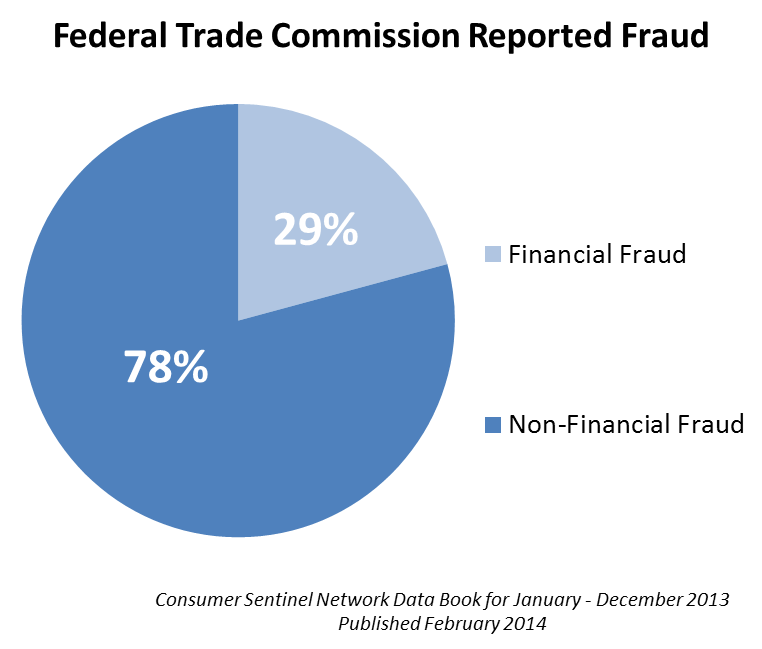 Federal Trade Commission Reported Fraud
29%
Financial Fraud
78%
Non-Financial Fraud
Consumer Sentinel Network Data Book for January - December 2013
Published February 2014